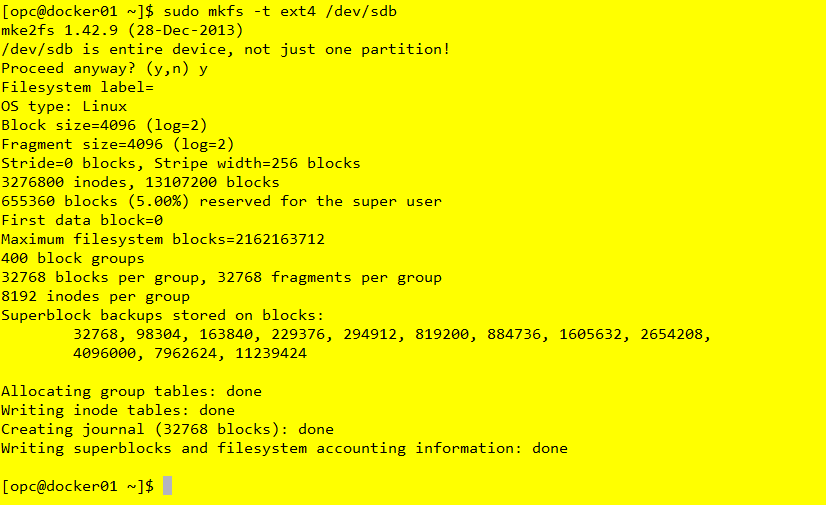 [opc@docker01 ~]$ sudo mkfs -t ext4 /dev/sdb
mke2fs 1.42.9 (28-Dec-2013)
/dev/sdb is entire device, not just one partition!
Proceed anyway? (y,n) y
Filesystem label=
OS type: Linux
Block size=4096 (log=2)
Fragment size=4096 (log=2)
Stride=0 blocks, Stripe width=256 blocks
3276800 inodes, 13107200 blocks
655360 blocks (5.00%) reserved for the super user
First data block=0
Maximum filesystem blocks=2162163712
400 block groups
32768 blocks per group, 32768 fragments per group
8192 inodes per group
Superblock backups stored on blocks:
        32768, 98304, 163840, 229376, 294912, 819200, 884736, 1605632, 2654208,
        4096000, 7962624, 11239424

Allocating group tables: done
Writing inode tables: done
Creating journal (32768 blocks): done
Writing superblocks and filesystem accounting information: done

[opc@docker01 ~]$